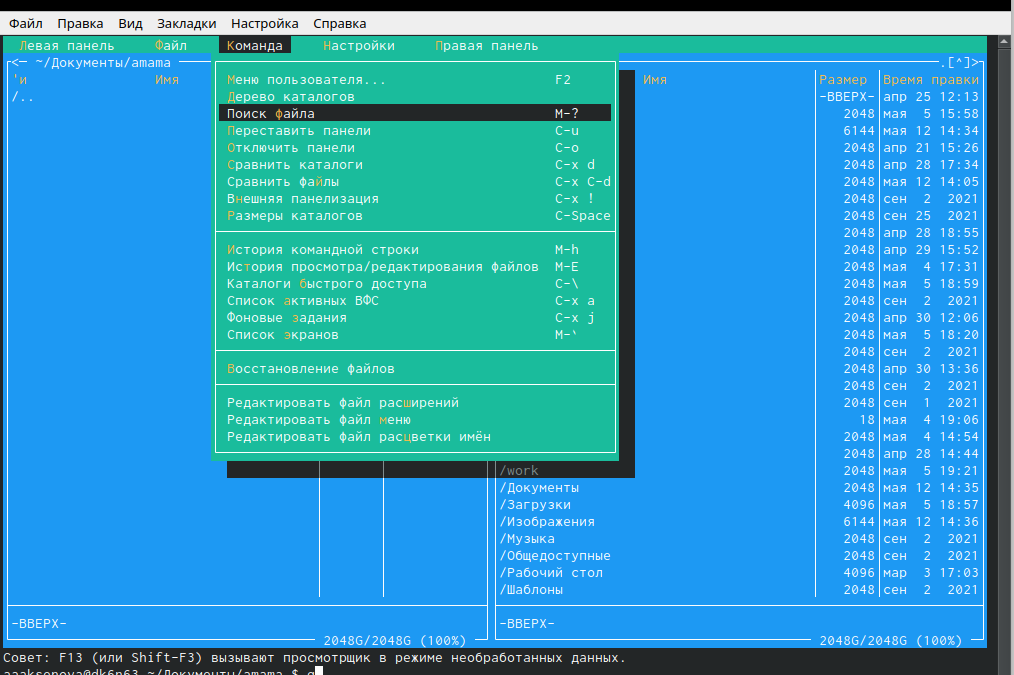 Файл Правка Вид Закладки Настройка Справка
Левая панель Файл Команда Настройки Правая панель
<─ ~/Документы/amama .[^]>
'и Имя Имя Размер Время правки
/..
Меню пользователя... F2
Дерево каталогов
Поиск файла M-?
Переставить панели C-u
Отключить панели C-o
Сравнить каталоги C-x d
Сравнить файлы C-x C-d
Внешняя панелизация C-x !
Размеры каталогов C-Space
История командной строки M-h
История просмотра/редактирования файлов M-E
Каталоги быстрого доступа C-\
Список активных ВФС C-x a
Фоновые задания C-x j
Список экранов M-`
Восстановление файлов
Редактировать файл расширений
Редактировать файл меню
Редактировать файл расцветки имён
-ВВЕРХ- апр 25 12:13
2048 мая 5 15:58
6144 мая 12 14:34
2048 апр 21 15:26
2048 апр 28 17:34
2048 мая 12 14:05
2048 сен 2 2021
2048 сен 25 2021
2048 апр 28 18:55
2048 апр 29 15:52
2048 мая 4 17:31
2048 мая 5 18:59
2048 сен 2 2021
2048 апр 30 12:06
2048 мая 5 18:20
2048 сен 2 2021
2048 апр 30 13:36
2048 сен 2 2021
2048 сен 1 2021
18 мая 4 19:06
2048 мая 4 14:54
2048 апр 28 14:44
/work 2048 мая 5 19:21
/Документы 2048 мая 12 14:35
/Загрузки 4096 мая 5 18:57
/Изображения 6144 мая 12 14:36
/Музыка 2048 сен 2 2021
/Общедоступные 2048 сен 2 2021
/Рабочий стол 4096 мар 3 17:03
/Шаблоны 2048 сен 2 2021
-ВВЕРХ- -ВВЕРХ-
2048G/2048G (100%) 2048G/2048G (100%)
Совет: F13 (или Shift-F3) вызывают просмотрщик в режиме необработанных данных.
aaaksenova@dk6n63 ~/Документы/amama $